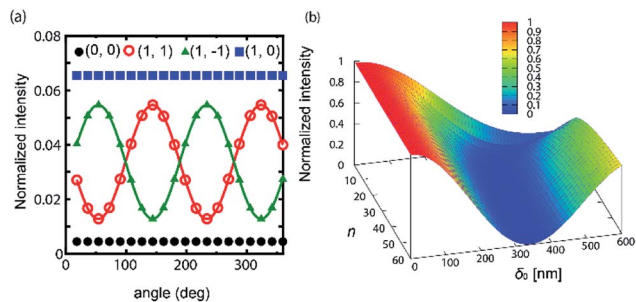 (a)
0.08
0.06
0.04
0.02
0
Normalized intensity
(0, 0) (1, 1) (1, -1) (1, 0)
0 100 200 300
angle (deg)
(b)
1
0.9
0.8
0.7
0.6
0.5
0.4
0.3
0.2
0.1
0
Normalized intensity
1
0.8
0.6
0.4
0.2
0
10
20
30
40
50
60
n
0 100 200 300 400 500 600
δ₀ [nm]